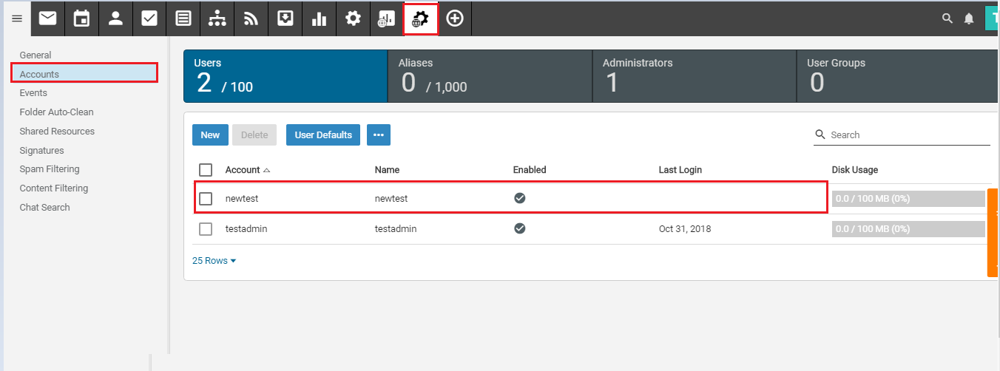 General
Accounts
Events
Folder Auto-Clean
Shared Resources
Signatures
Spam Filtering
Content Filtering
Chat Search
Users
2 / 100
Aliases
0 / 1,000
Administrators
1
User Groups
0
New Delete User Defaults
Search
Account Name Enabled Last Login Disk Usage
newtest newtest 0.0 / 100 MB (0%)
testadmin testadmin Oct 31, 2018 0.0 / 100 MB (0%)
25 Rows